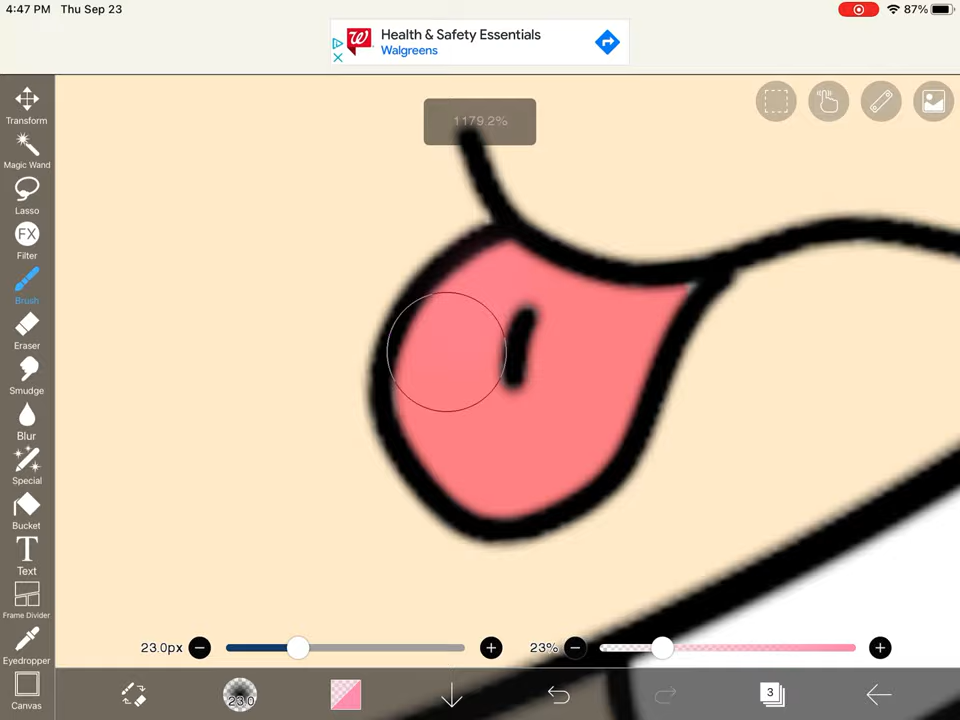 4:47 PM Thu Sep 23
87%
Health & Safety Essentials
Walgreens
1179.2%
Transform
Magic Wand
Lasso
FX
Filter
Brush
Eraser
Smudge
Blur
Special
Bucket
T
Text
Frame Divider
Eyedropper
Canvas
23.0px
23%
23.0
3